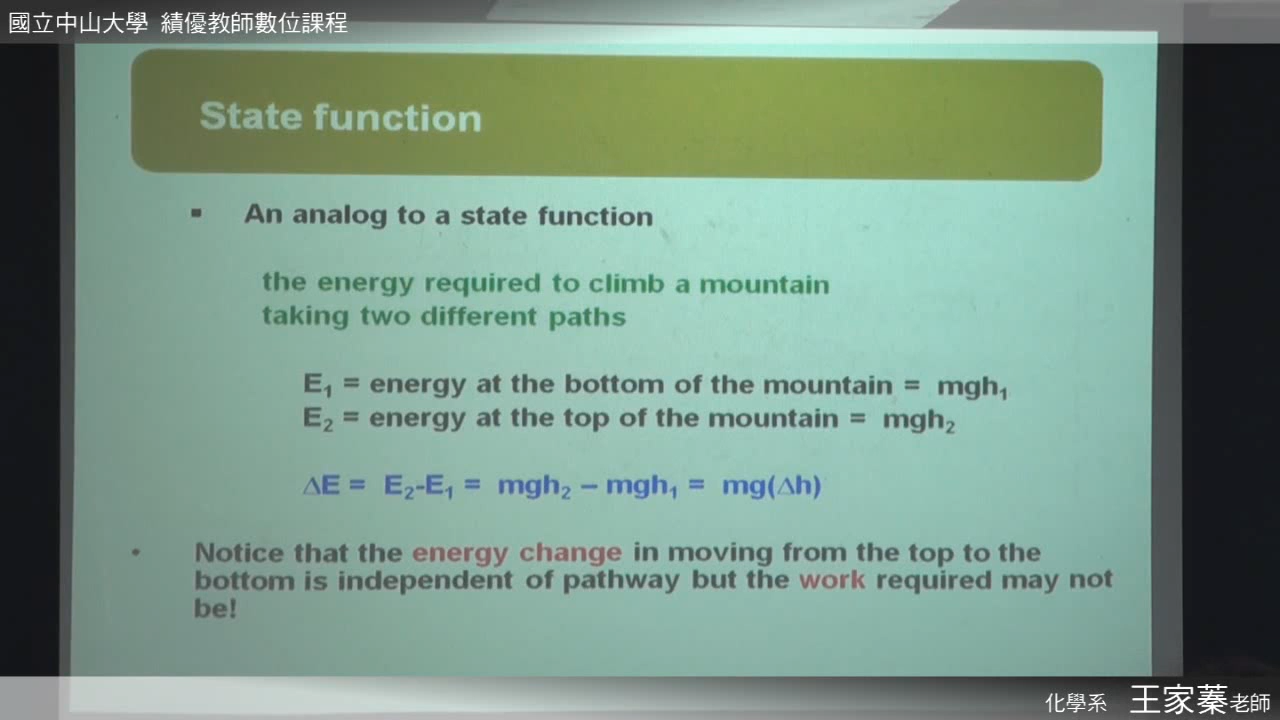 國立中山大學 績優教師數位課程
State function
▪ An analog to a state function
the energy required to climb a mountain
taking two different paths
E₁ = energy at the bottom of the mountain = mgh₁
E₂ = energy at the top of the mountain = mgh₂
∆E = E₂-E₁ = mgh₂ – mgh₁ = mg(∆h)
• Notice that the energy change in moving from the top to the
bottom is independent of pathway but the work required may not
be!
化學系 王家蓁老師